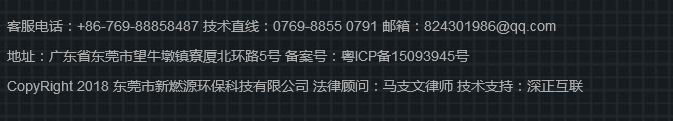 客服电话：+86-769-88858487 技术直线：0769-8855 0791 邮箱：824301986@qq.com
地址：广东省东莞市望牛墩镇寮厦北环路5号 备案号：粤ICP备15093945号
CopyRight 2018 东莞市新燃源环保科技有限公司 法律顾问：马支文律师 技术支持：深正互联